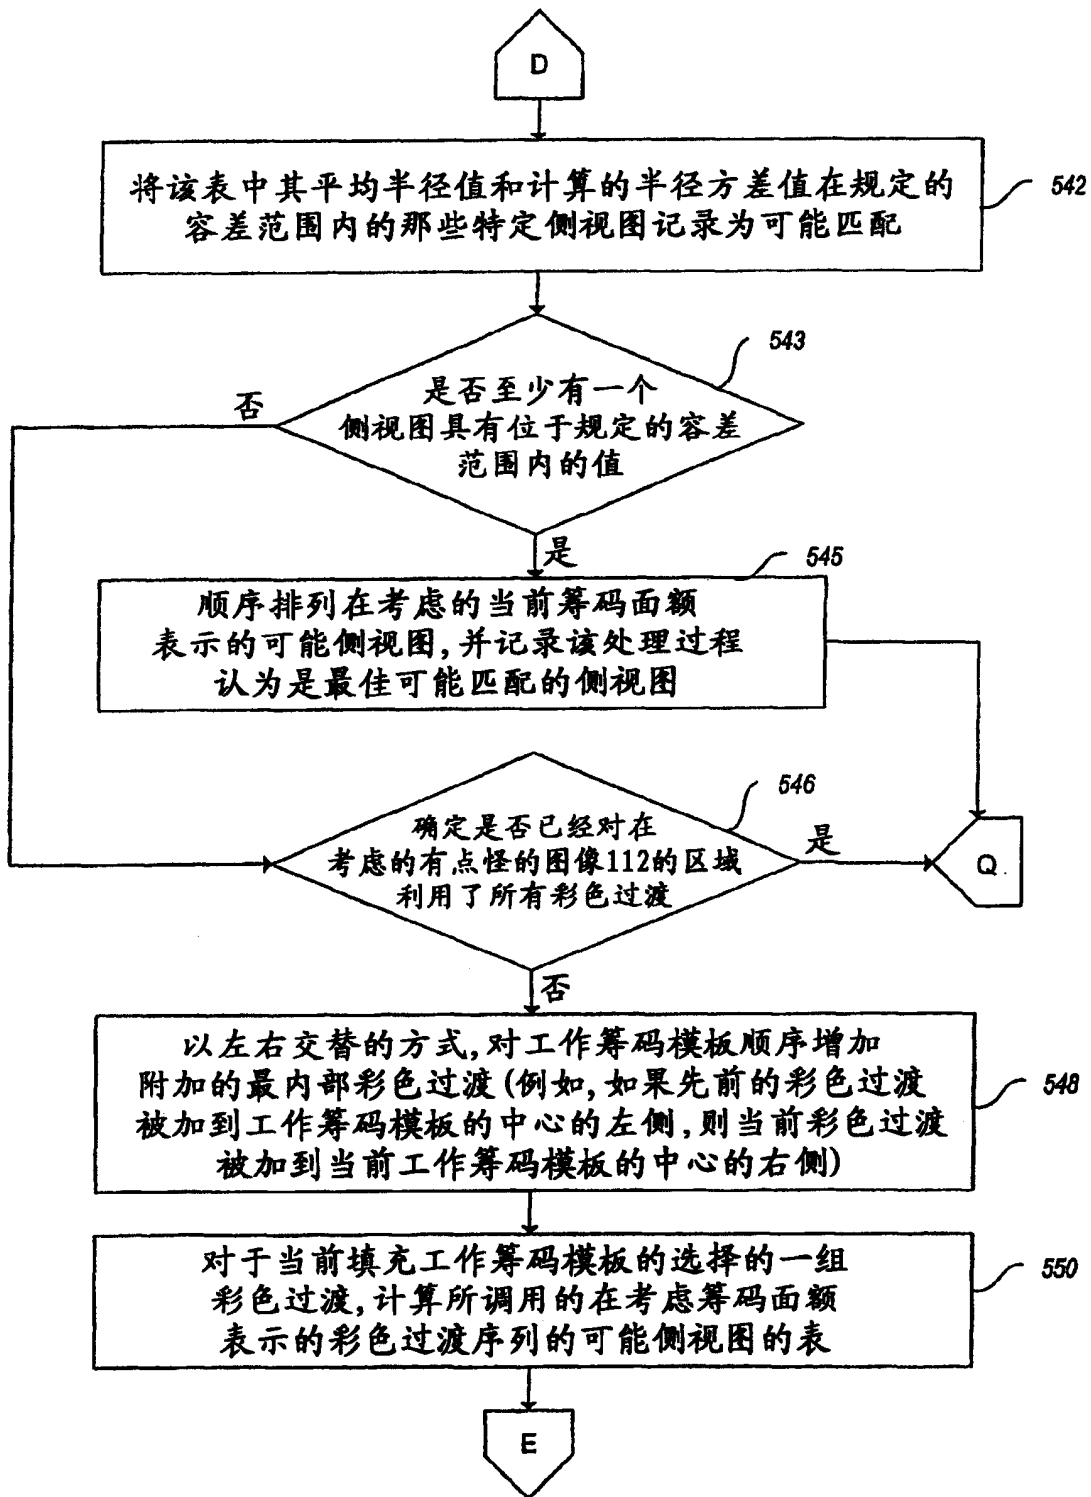 D
将该表中其平均半径值和计算的半径方差值在规定的
容差范围内的那些特定侧视图记录为可能匹配
542
543
是否至少有一个
侧视图具有位于规定的容差
范围内的值
否
是
545
顺序排列在考虑的当前筹码面额
表示的可能侧视图,并记录该处理过程
认为是最佳可能匹配的侧视图
546
确定是否已经对在
考虑的有点怪的图像112的区域
利用了所有彩色过渡
是
Q
否
以左右交替的方式,对工作筹码模板顺序增加
附加的最内部彩色过渡(例如,如果先前的彩色过渡
被加到工作筹码模板的中心的左侧,则当前彩色过渡
被加到当前工作筹码模板的中心的右侧)
548
对于当前填充工作筹码模板的选择的一组
彩色过渡,计算所调用的在考虑筹码面额
表示的彩色过渡序列的可能侧视图的表
550
E